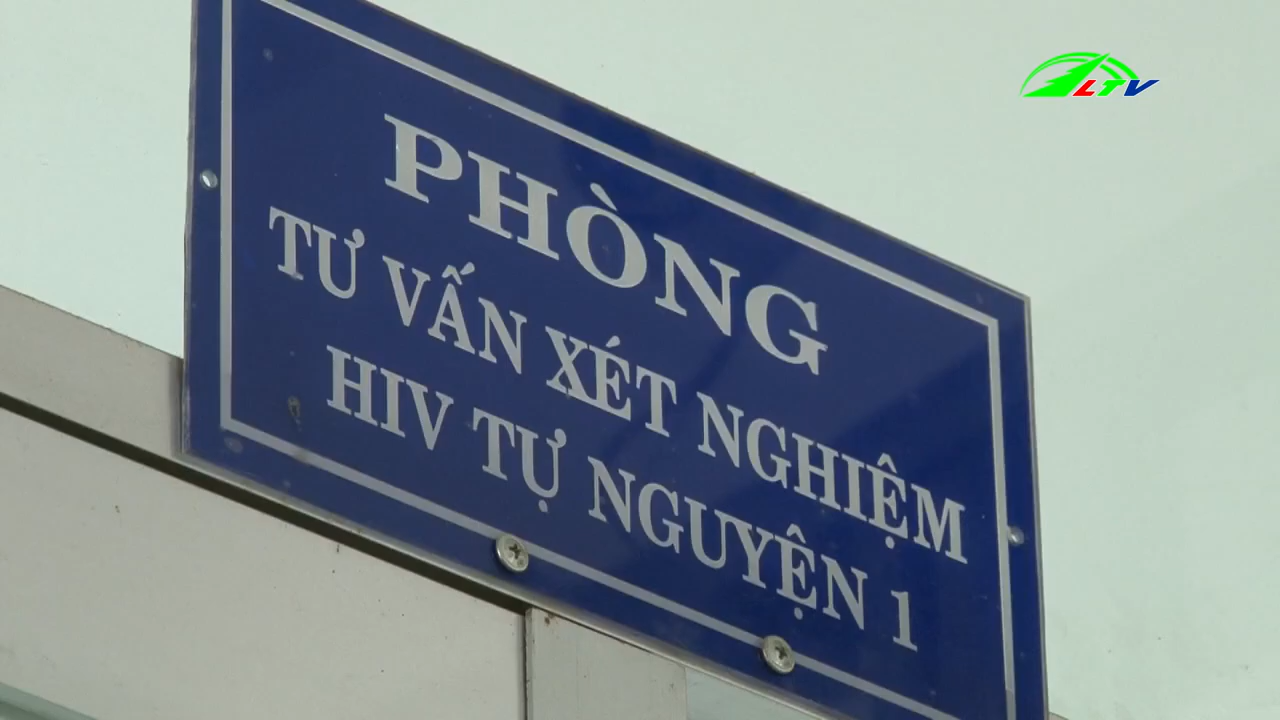 LTV
PHÒNG
TƯ VẤN XÉT NGHIỆM
HIV TỰ NGUYỆN 1